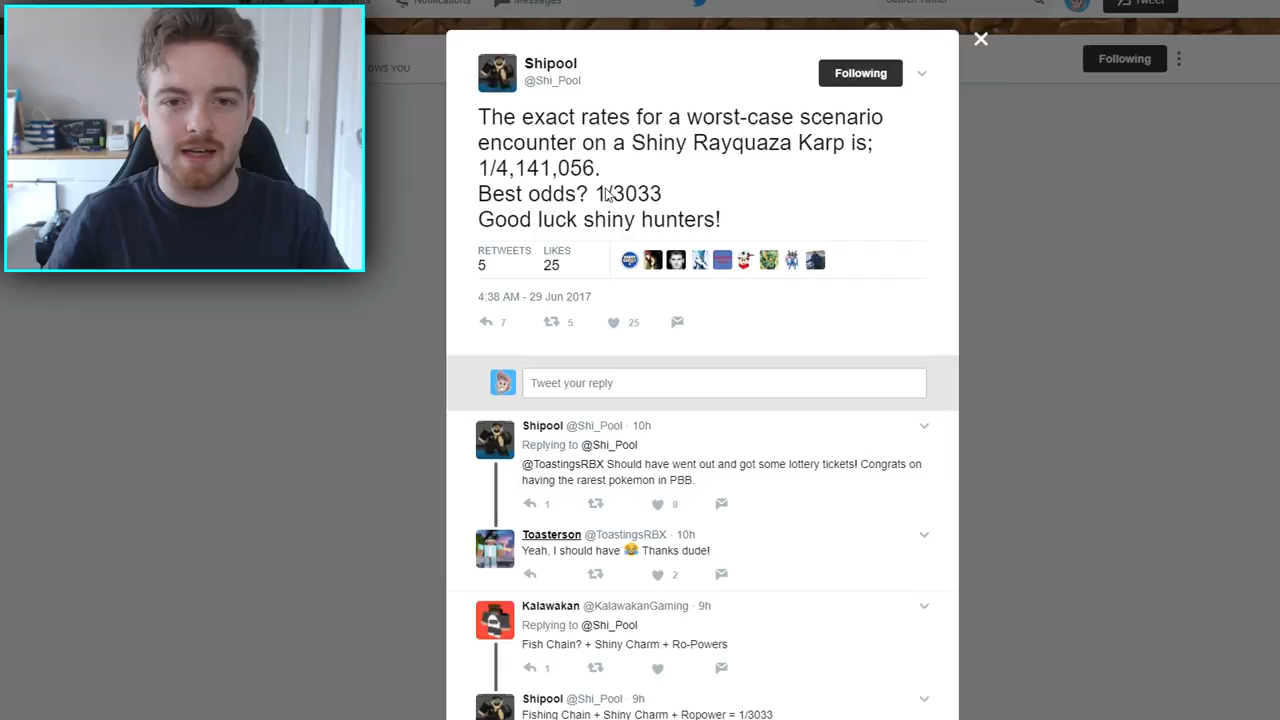 Notifications
Messages
Search Twitter
Tweet
OWS YOU
Following
Shipool
@Shi_Pool
Following
The exact rates for a worst-case scenario
encounter on a Shiny Rayquaza Karp is;
1/4,141,056.
Best odds? 1/3033
Good luck shiny hunters!
RETWEETS LIKES
5 25
4:38 AM - 29 Jun 2017
7 5 25
Tweet your reply
Shipool @Shi_Pool · 10h
Replying to @Shi_Pool
@ToastingsRBX Should have went out and got some lottery tickets! Congrats on
having the rarest pokemon in PBB.
1 8
Toasterson @ToastingsRBX · 10h
Yeah, I should have 😂 Thanks dude!
2
Kalawakan @KalawakanGaming · 9h
Replying to @Shi_Pool
Fish Chain? + Shiny Charm + Ro-Powers
1
Shipool @Shi_Pool · 9h
Fishing Chain + Shiny Charm + Ropower = 1/3033